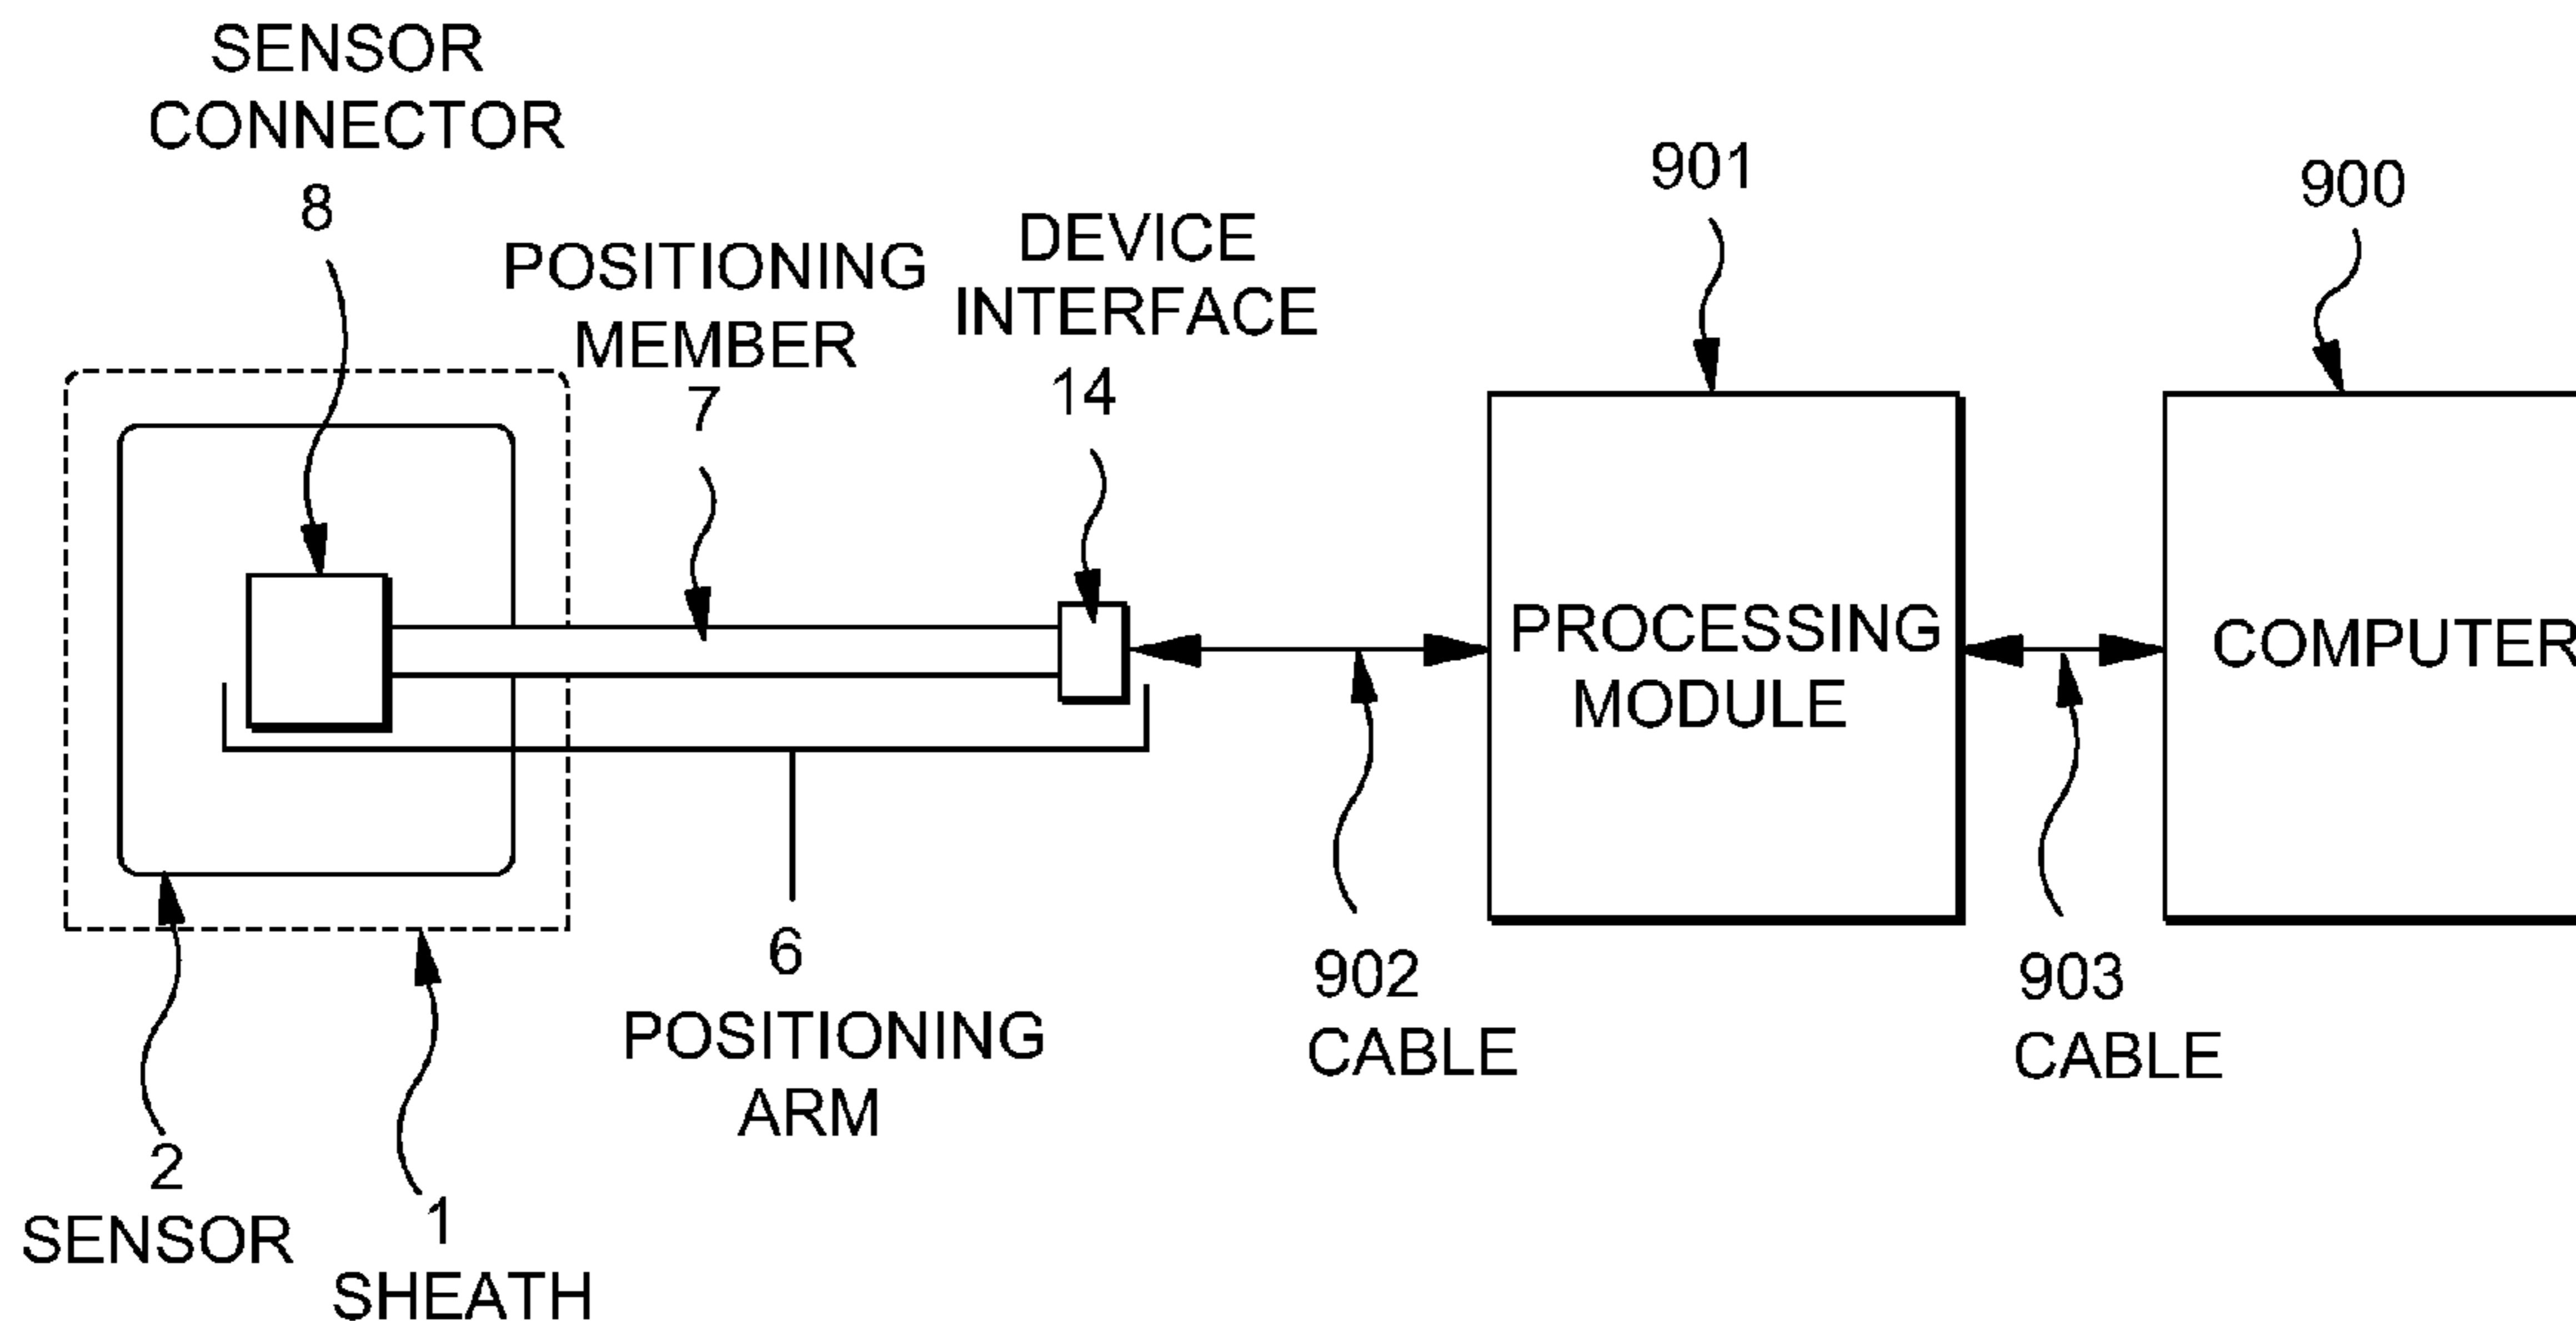 SENSOR
CONNECTOR
8
POSITIONING
MEMBER
7
DEVICE
INTERFACE
14
901
900
PROCESSING
MODULE
COMPUTER
6
POSITIONING
ARM
902
CABLE
903
CABLE
2
SENSOR
1
SHEATH